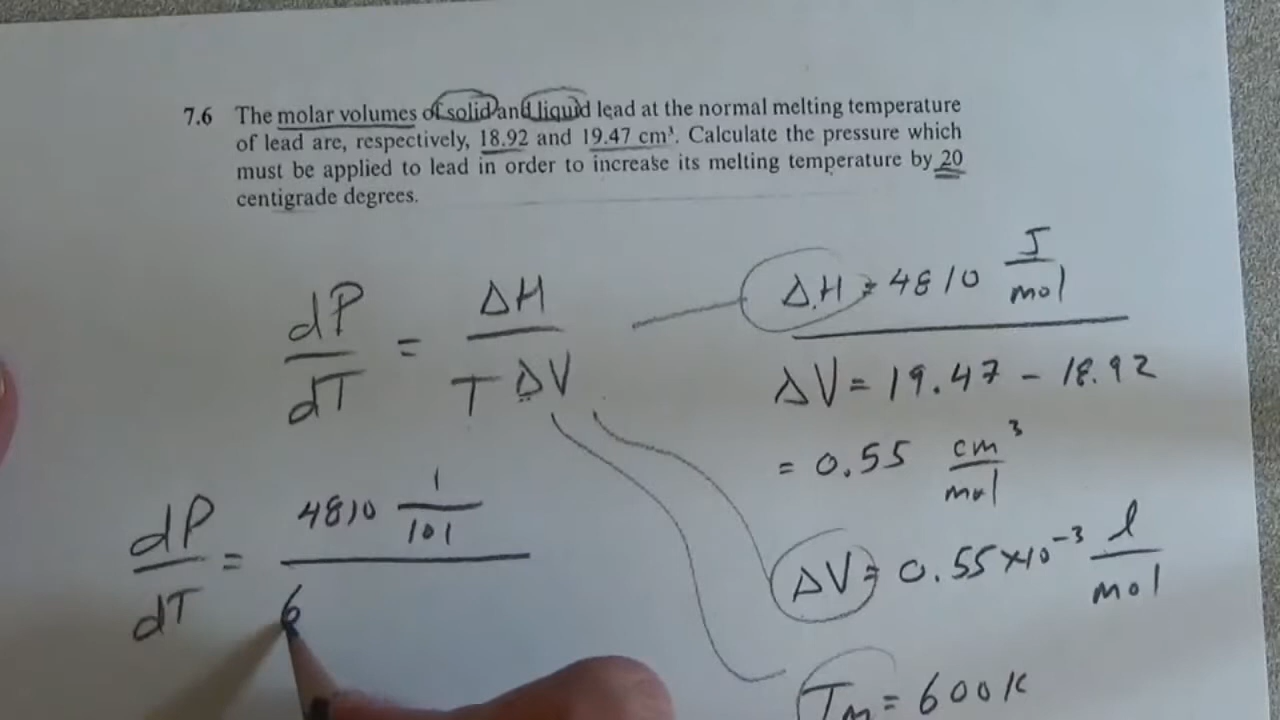 7.6 The molar volumes of solid and liquid lead at the normal melting temperature
of lead are, respectively, 18.92 and 19.47 cm³. Calculate the pressure which
must be applied to lead in order to increase its melting temperature by 20
centigrade degrees.
dP/dT = ΔH/TΔV
ΔH = 4810 J/mol
ΔV = 19.47 - 18.92
= 0.55 cm³/mol
dP/dT = 4810 1/101
6
ΔV = 0.55×10⁻³ l/mol
Tm = 600K